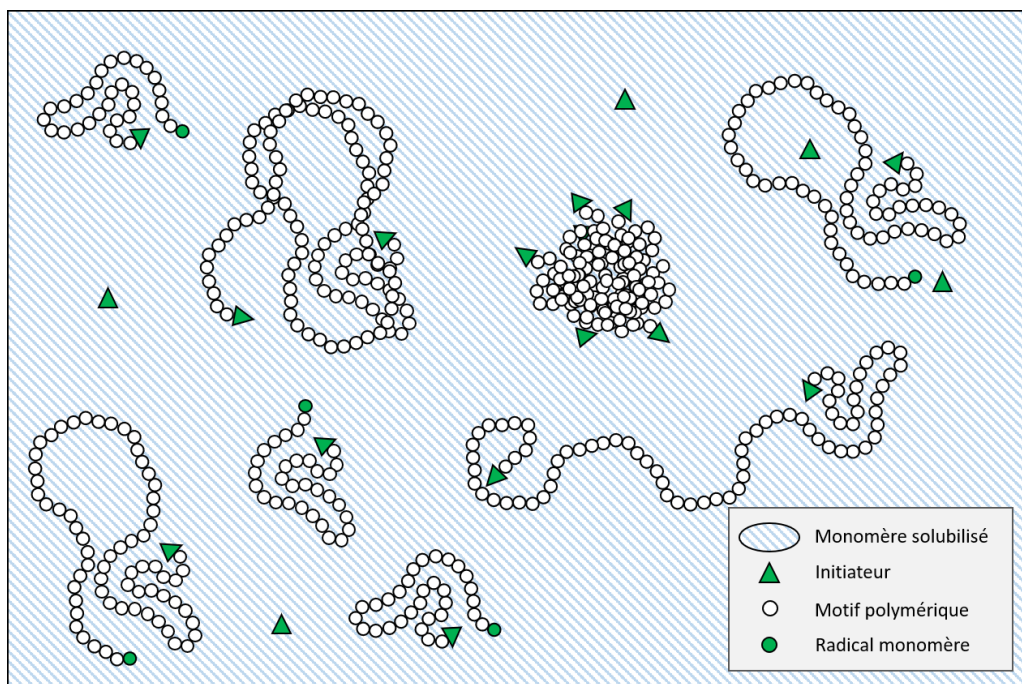 Monomère solubilisé
Initiateur
Motif polymérique
Radical monomère